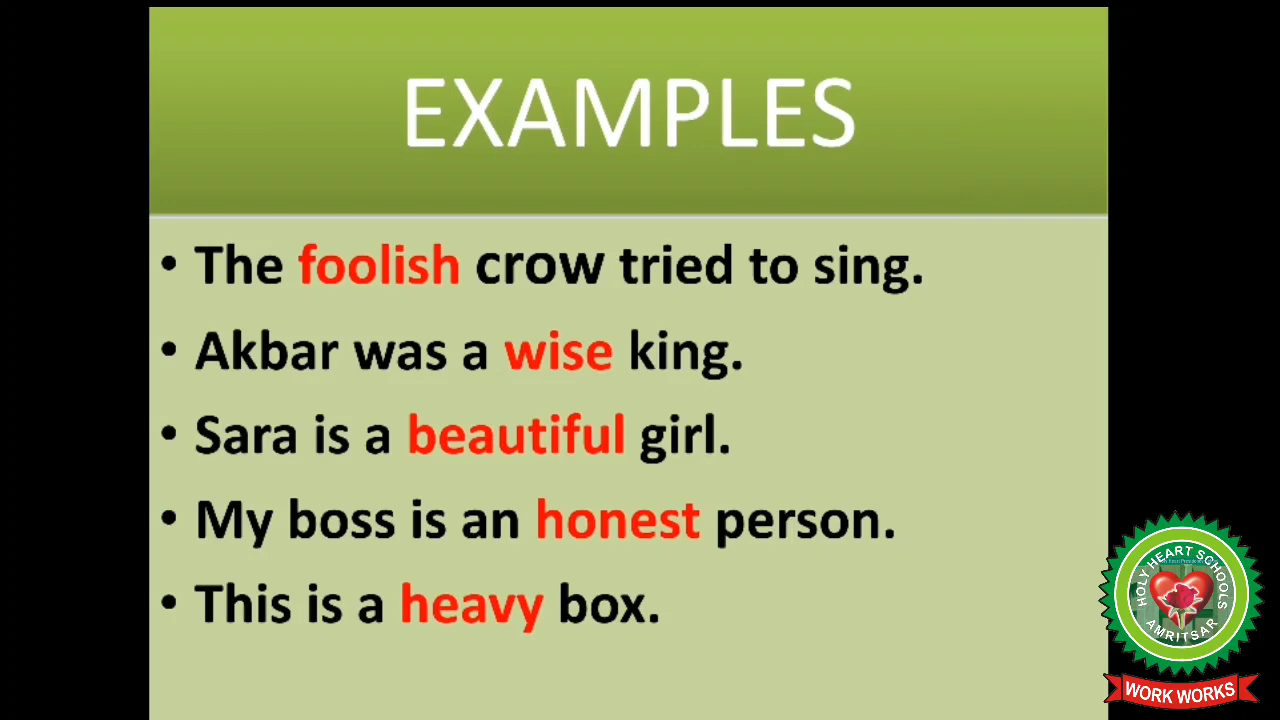 EXAMPLES
• The foolish crow tried to sing.
• Akbar was a wise king.
• Sara is a beautiful girl.
• My boss is an honest person.
• This is a heavy box.
HOLY HEART SCHOOLS
AMRITSAR
WORK WORKS